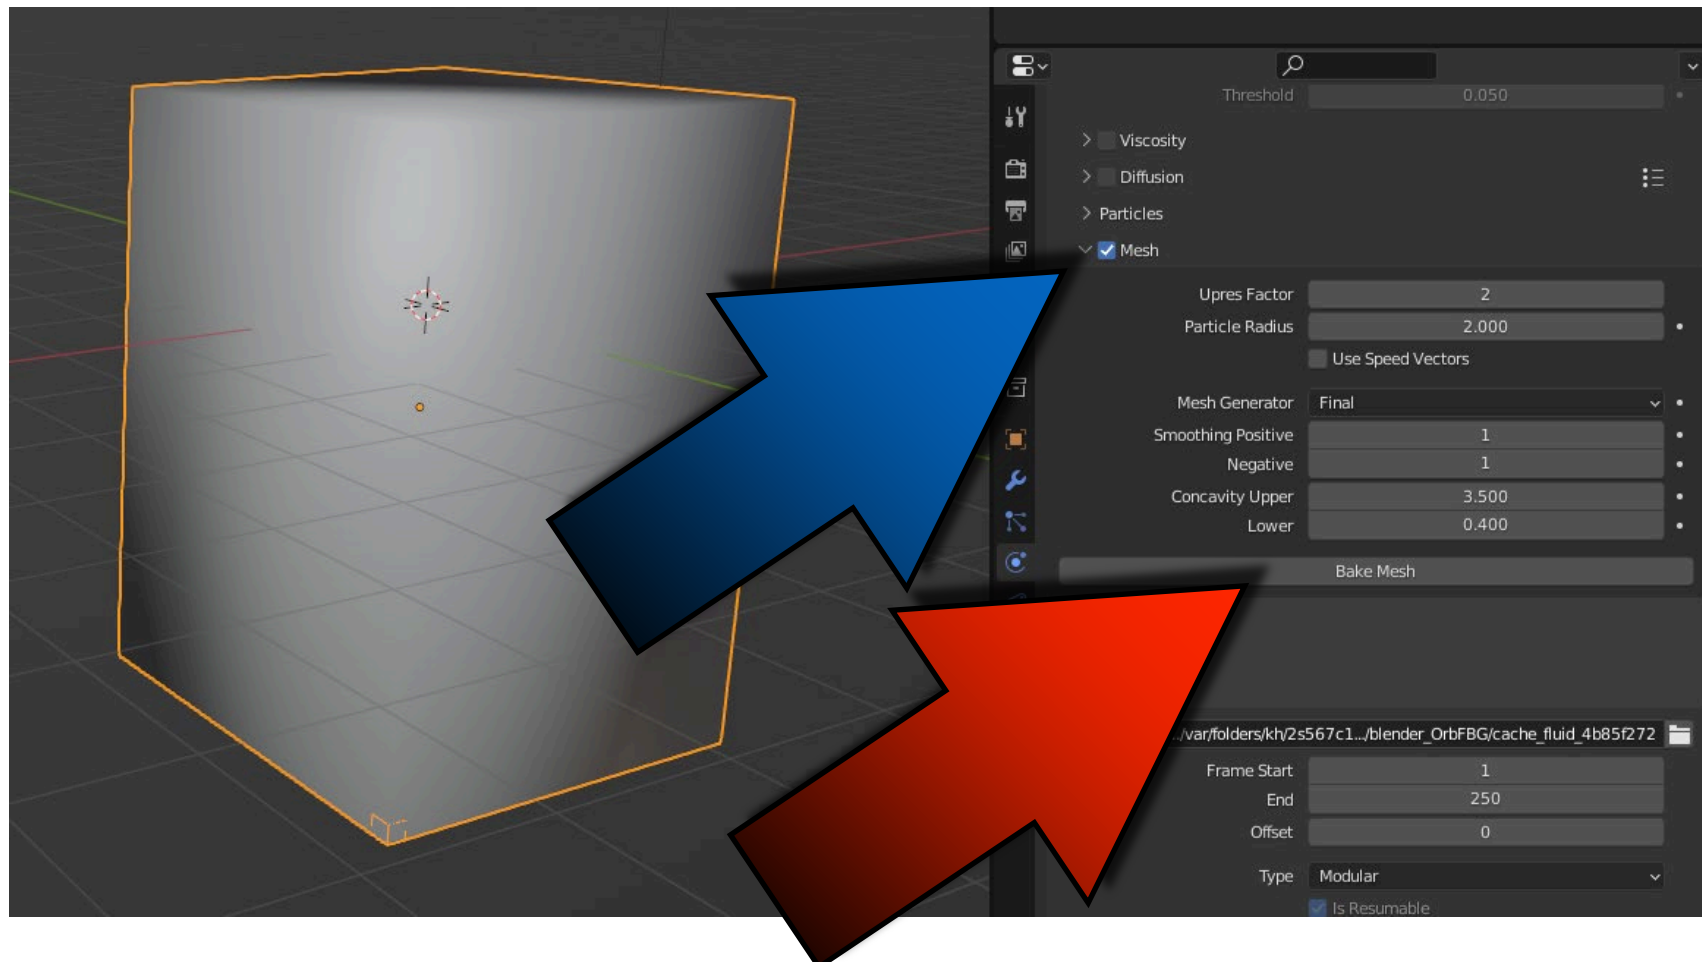 Threshold 0.050
Viscosity
Diffusion
Particles
Mesh
Upres Factor 2
Particle Radius 2.000
Use Speed Vectors
Mesh Generator Final
Smoothing Positive 1
Negative 1
Concavity Upper 3.500
Lower 0.400
Bake Mesh
../var/folders/kh/2s567c1.../blender_OrbFBG/cache_fluid_4b85f272
Frame Start 1
End 250
Offset 0
Type Modular
Is Resumable